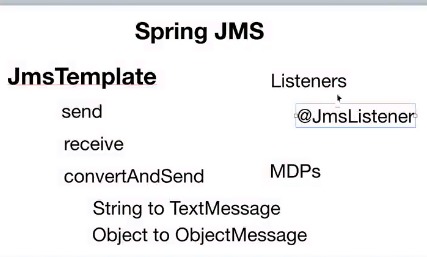 Spring JMS
JmsTemplate
send
receive
convertAndSend
String to TextMessage
Object to ObjectMessage
Listeners
@JmsListener
MDPs